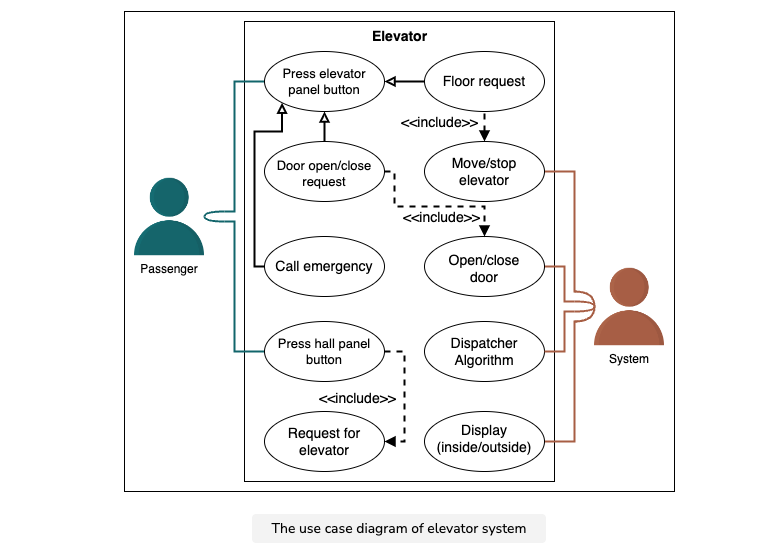 Elevator
Press elevator
panel button
Floor request
<<include>>
Door open/close
request
Move/stop
elevator
<<include>>
Passenger
Call emergency
Open/close
door
Press hall panel
button
Dispatcher
Algorithm
System
<<include>>
Request for
elevator
Display
(inside/outside)
The use case diagram of elevator system